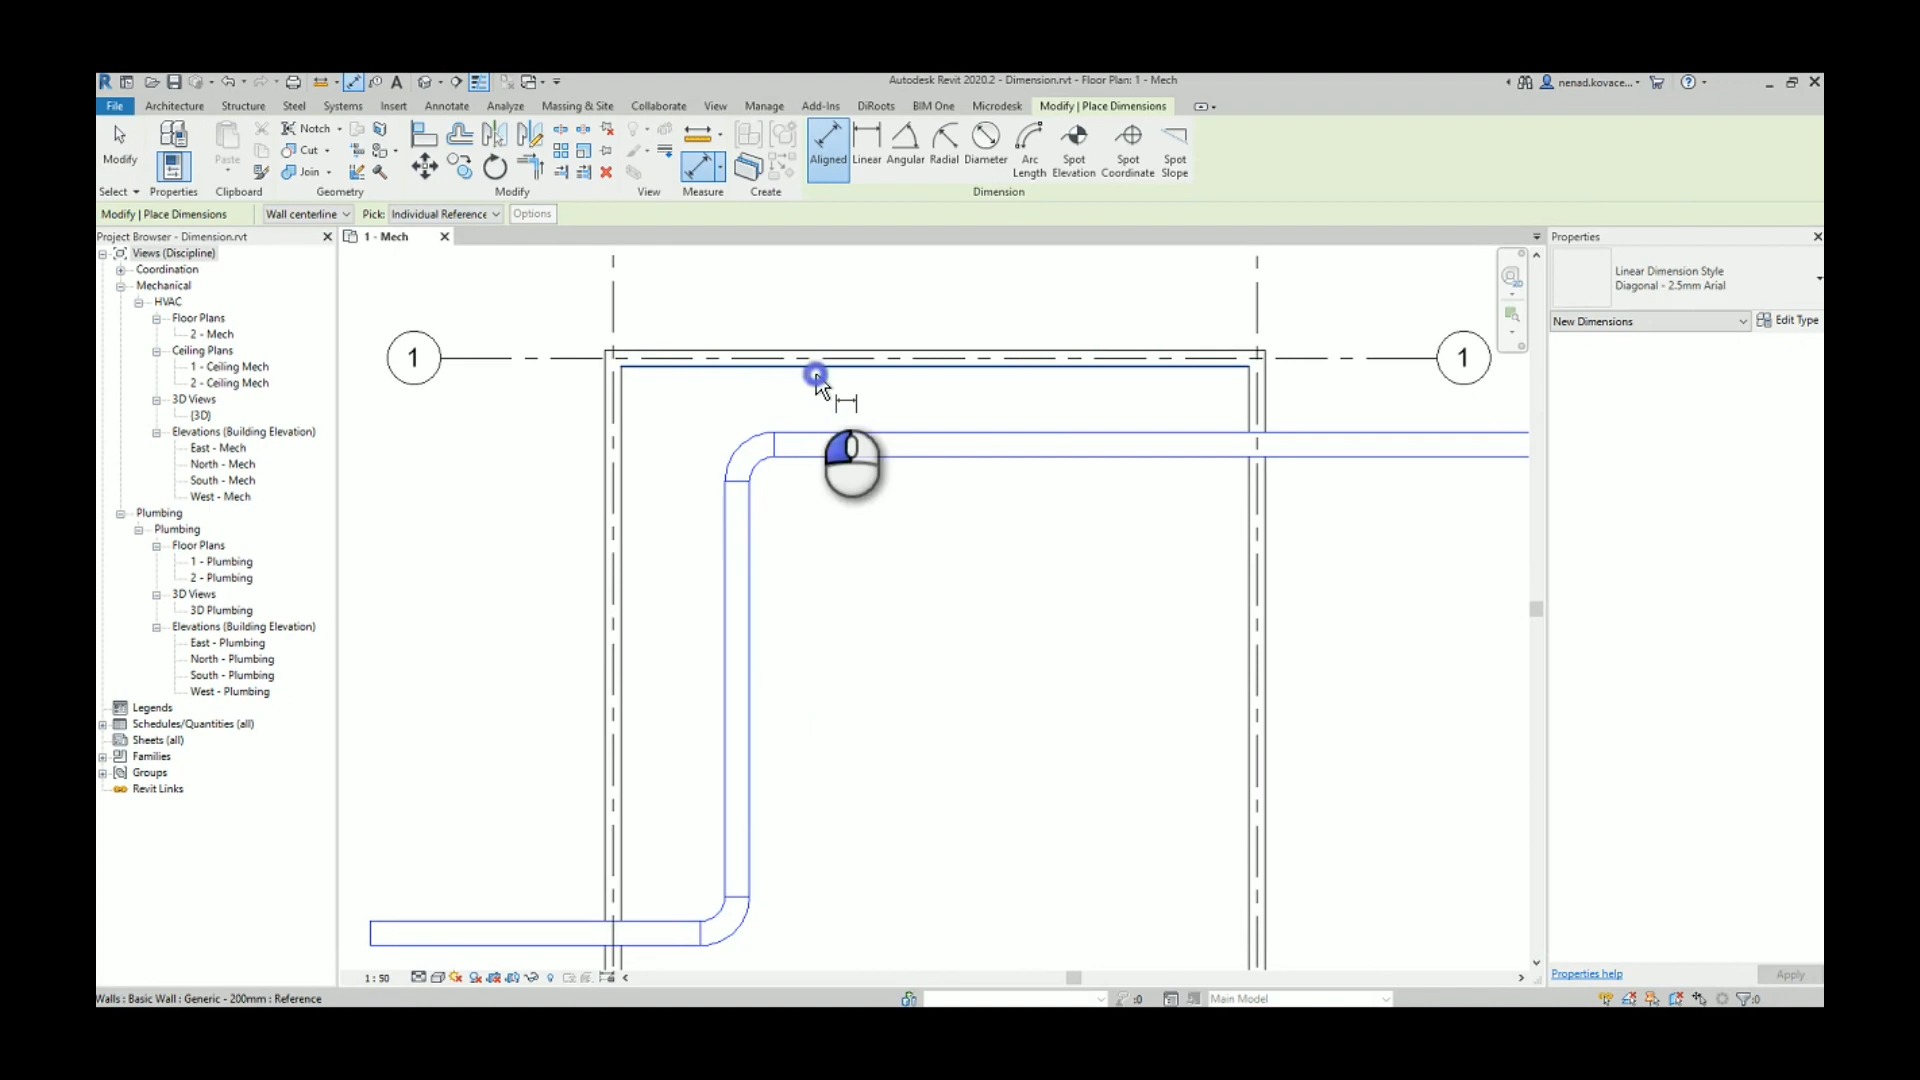 Autodesk Revit 2020.2 - Dimension.rvt - Floor Plan: 1 - Mech
nenad.kovace...
File Architecture Structure Steel Systems Insert Annotate Analyze Massing & Site Collaborate View Manage Add-Ins DiRoots BIM One Microdesk Modify | Place Dimensions
Modify Paste Notch Cut Join Aligned Linear Angular Radial Diameter Arc Length Spot Elevation Spot Coordinate Spot Slope
Select Properties Clipboard Geometry Modify View Measure Create Dimension
Modify | Place Dimensions Wall centerline Pick: Individual Reference Options
Project Browser - Dimension.rvt
Views (Discipline)
Coordination
Mechanical
HVAC
Floor Plans
2 - Mech
Ceiling Plans
1 - Ceiling Mech
2 - Ceiling Mech
3D Views
{3D}
Elevations (Building Elevation)
East - Mech
North - Mech
South - Mech
West - Mech
Plumbing
Plumbing
Floor Plans
1 - Plumbing
2 - Plumbing
3D Views
3D Plumbing
Elevations (Building Elevation)
East - Plumbing
North - Plumbing
South - Plumbing
West - Plumbing
Legends
Schedules/Quantities (all)
Sheets (all)
Families
Groups
Revit Links
1 - Mech
1
1
1 : 50
Properties
Linear Dimension Style
Diagonal - 2.5mm Arial
New Dimensions Edit Type
Properties help Apply
Walls : Basic Wall : Generic - 200mm : Reference
:0
Main Model
:0